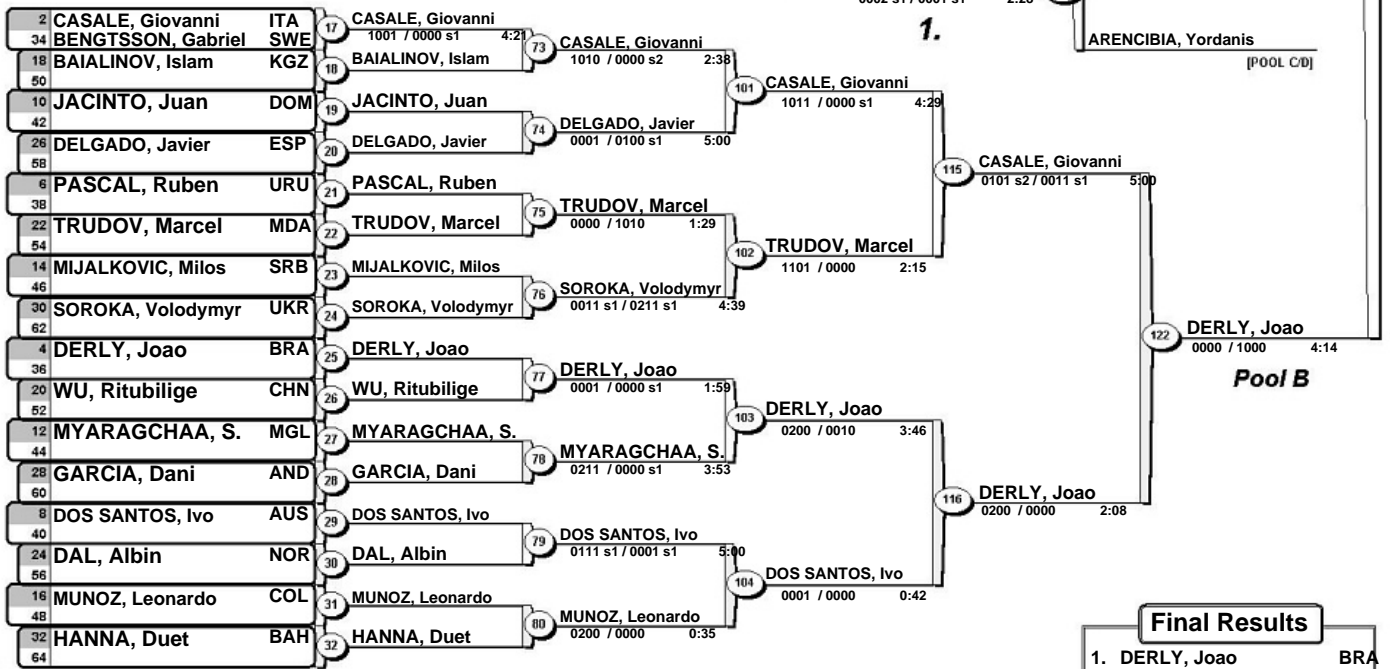 0002 s1 / 0001 s1 2:28
1.
ARENCIBIA, Yordanis
[POOL C/D]
2 CASALE, Giovanni ITA
34 BENGTSSON, Gabriel SWE
18 BAIALINOV, Islam KGZ
50
10 JACINTO, Juan DOM
42
26 DELGADO, Javier ESP
58
6 PASCAL, Ruben URU
38
22 TRUDOV, Marcel MDA
54
14 MIJALKOVIC, Milos SRB
46
30 SOROKA, Volodymyr UKR
62
4 DERLY, Joao BRA
36
20 WU, Ritubilige CHN
52
12 MYARAGCHAA, S. MGL
44
28 GARCIA, Dani AND
60
8 DOS SANTOS, Ivo AUS
40
24 DAL, Albin NOR
56
16 MUNOZ, Leonardo COL
48
32 HANNA, Duet BAH
64
17 CASALE, Giovanni
1001 / 0000 s1 4:21
18 BAIALINOV, Islam
19 JACINTO, Juan
20 DELGADO, Javier
21 PASCAL, Ruben
22 TRUDOV, Marcel
23 MIJALKOVIC, Milos
24 SOROKA, Volodymyr
25 DERLY, Joao
26 WU, Ritubilige
27 MYARAGCHAA, S.
28 GARCIA, Dani
29 DOS SANTOS, Ivo
30 DAL, Albin
31 MUNOZ, Leonardo
32 HANNA, Duet
73 CASALE, Giovanni
1010 / 0000 s2 2:38
74 DELGADO, Javier
0001 / 0100 s1 5:00
75 TRUDOV, Marcel
0000 / 1010 1:29
76 SOROKA, Volodymyr
0011 s1 / 0211 s1 4:39
77 DERLY, Joao
0001 / 0000 s1 1:59
78 MYARAGCHAA, S.
0211 / 0000 s1 3:53
79 DOS SANTOS, Ivo
0111 s1 / 0001 s1 5:00
80 MUNOZ, Leonardo
0200 / 0000 0:35
101 CASALE, Giovanni
1011 / 0000 s1 4:29
102 TRUDOV, Marcel
1101 / 0000 2:15
103 DERLY, Joao
0200 / 0010 3:46
104 DOS SANTOS, Ivo
0001 / 0000 0:42
115 CASALE, Giovanni
0101 s2 / 0011 s1 5:00
116 DERLY, Joao
0200 / 0000 2:08
122 DERLY, Joao
0000 / 1000 4:14
Pool B
Final Results
1. DERLY, Joao BRA